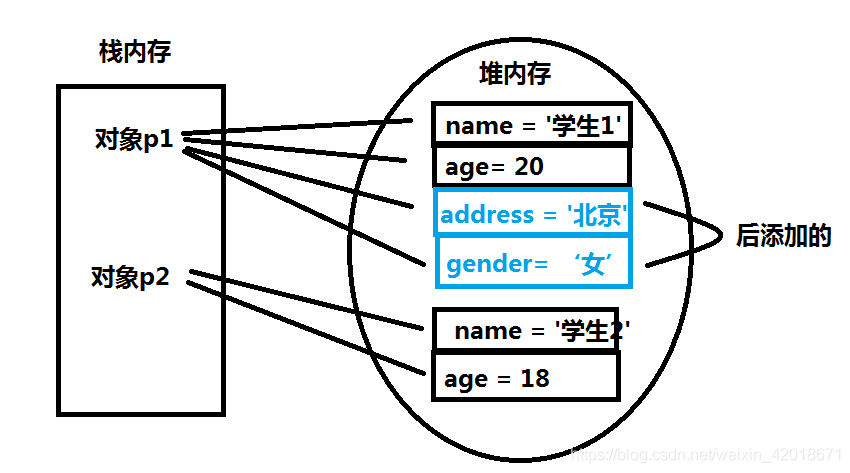 栈内存
堆内存
对象p1
name = '学生1'
age= 20
address = '北京'
gender= ‘女’
后添加的
对象p2
name = '学生2'
age = 18
https://blog.csdn.net/weixin_42018671